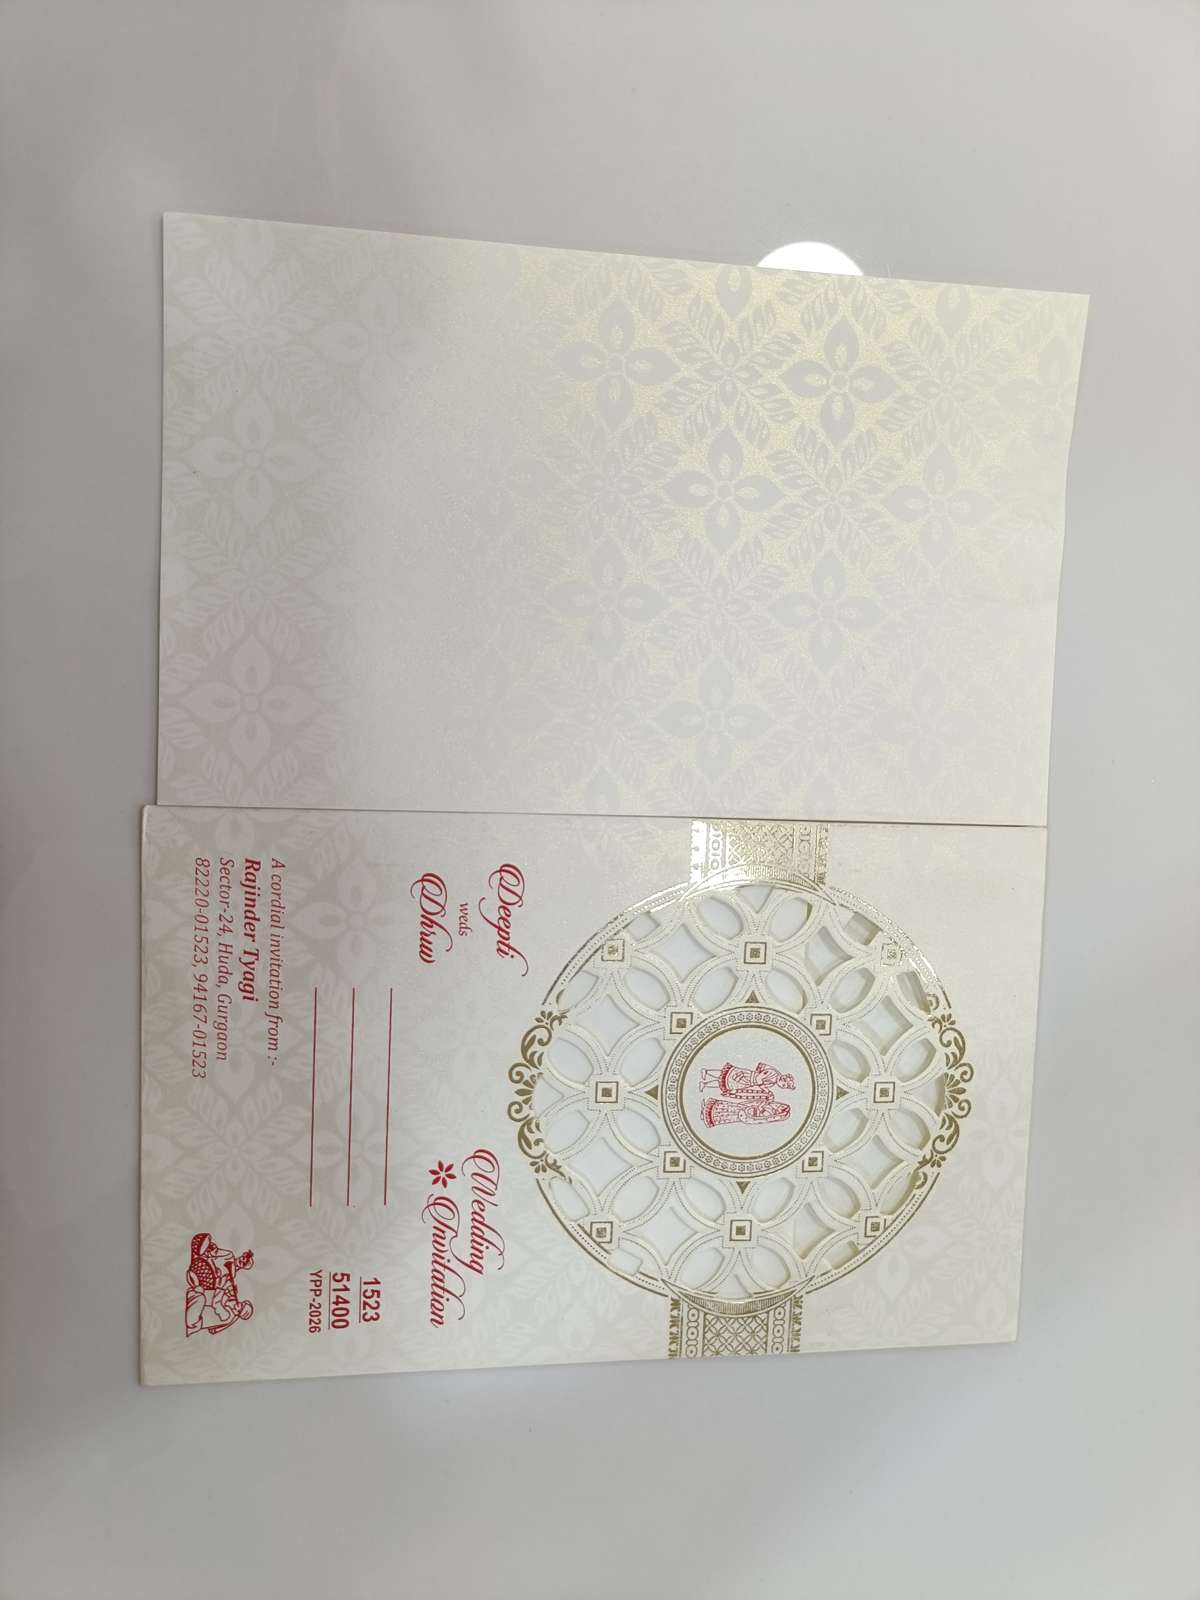 Deepti
weds
Dhruv
Wedding
Invitation
A cordial invitation from :-
Rajinder Tyagi
Sector-24, Huda, Gurgaon
82220-01523, 94167-01523
1523
51400
YPP-2026